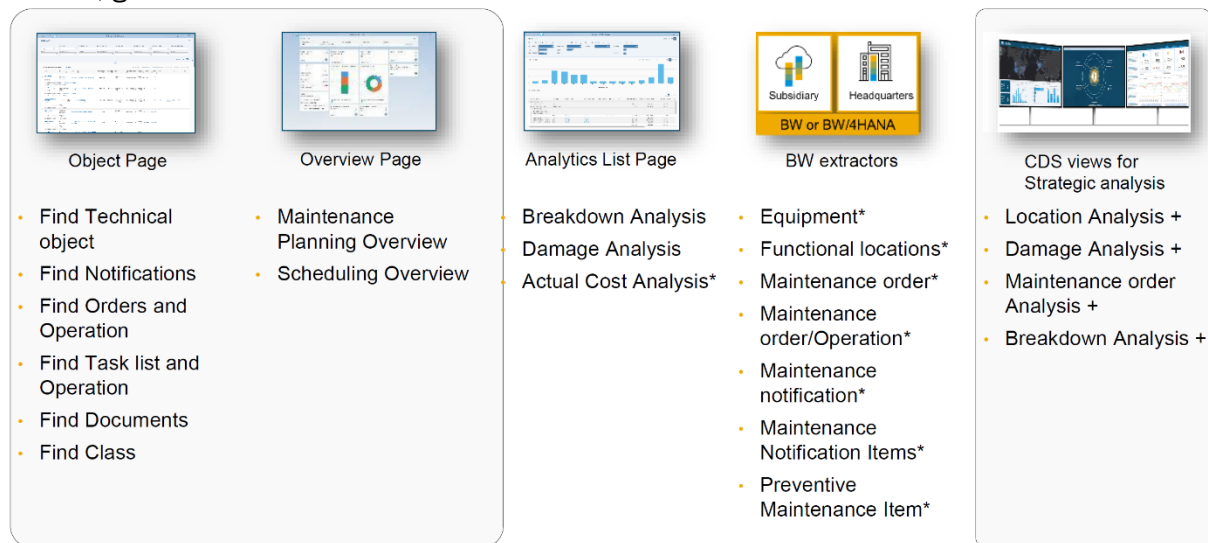 Object Page
Find Technical
object
Find Notifications
Find Orders and
Operation
Find Task list and
Operation
Find Documents
Find Class
Overview Page
Maintenance
Planning Overview
Scheduling Overview
Analytics List Page
Breakdown Analysis
Damage Analysis
Actual Cost Analysis*
Subsidiary
Headquarters
BW or BW/4HANA
BW extractors
Equipment*
Functional locations*
Maintenance order*
Maintenance
order/Operation*
Maintenance
notification*
Maintenance
Notification Items*
Preventive
Maintenance Item*
CDS views for
Strategic analysis
Location Analysis +
Damage Analysis +
Maintenance order
Analysis +
Breakdown Analysis +